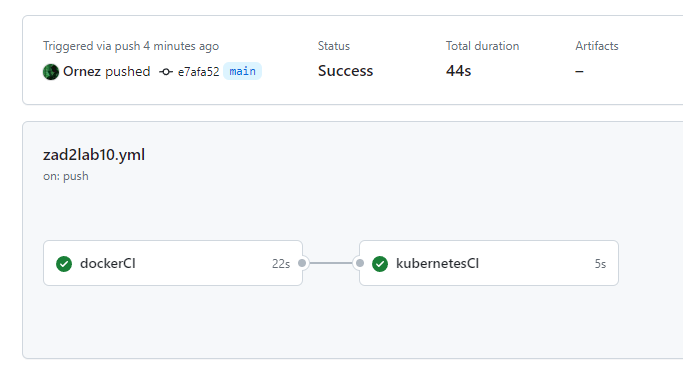 Triggered via push 4 minutes ago
Ornez pushed e7afa52 main
Status
Success
Total duration
44s
Artifacts
–
zad2lab10.yml
on: push
dockerCI 22s
kubernetesCI 5s